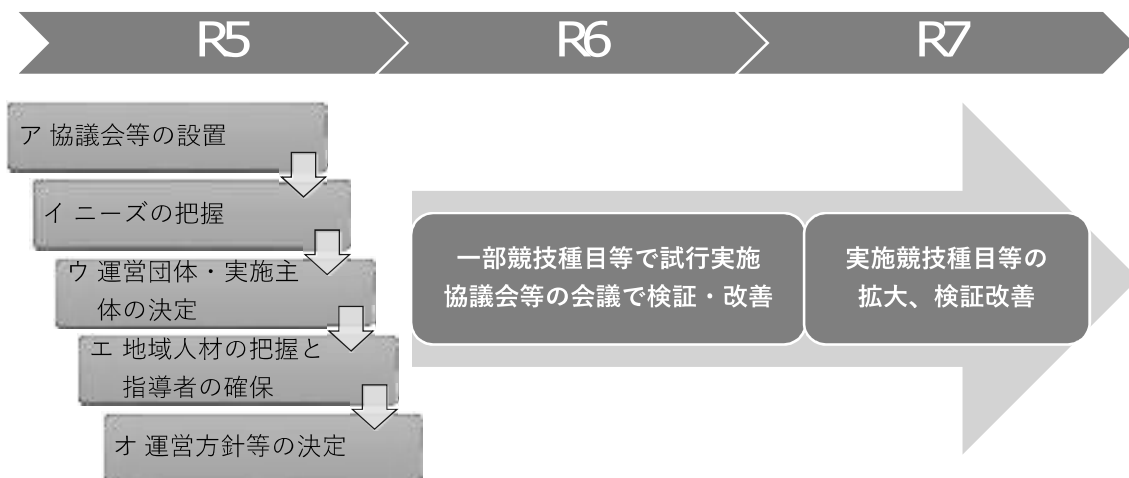 R5
R6
R7
ア 協議会等の設置
イ ニーズの把握
ウ 運営団体・実施主
体の決定
エ 地域人材の把握と
指導者の確保
オ 運営方針等の決定
一部競技種目等で試行実施
協議会等の会議で検証・改善
実施競技種目等の
拡大、検証改善